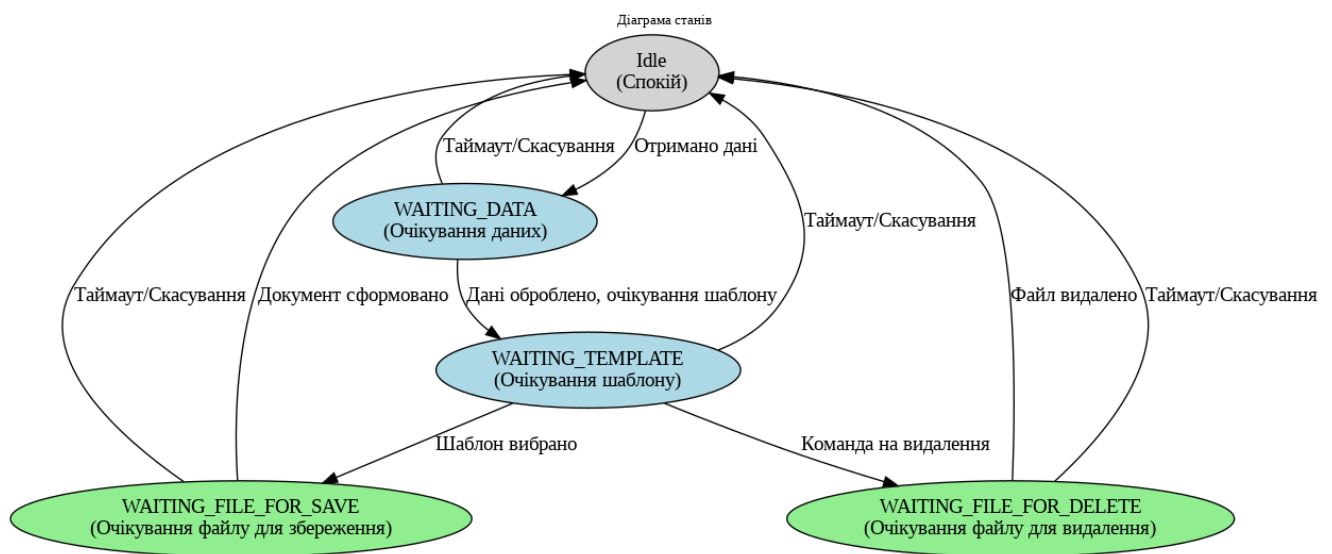 Діаграма станів
Idle
(Спокій)
Таймаут/Скасування
Отримано дані
WAITING_DATA
(Очікування даних)
Таймаут/Скасування
Таймаут/Скасування
Документ сформовано
Дані оброблено, очікування шаблону
Файл видалено
Таймаут/Скасування
WAITING_TEMPLATE
(Очікування шаблону)
Шаблон вибрано
Команда на видалення
WAITING_FILE_FOR_SAVE
(Очікування файлу для збереження)
WAITING_FILE_FOR_DELETE
(Очікування файлу для видалення)